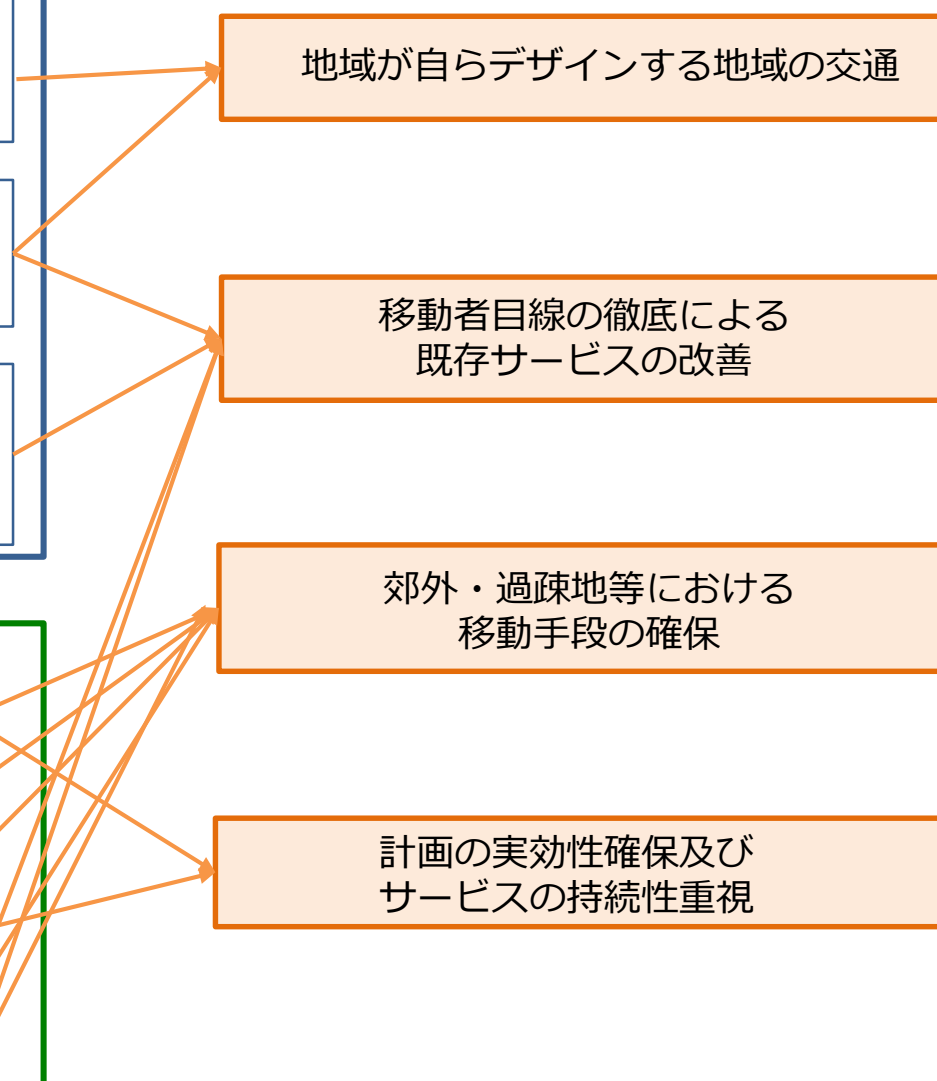 地域が自らデザインする地域の交通
移動者目線の徹底による
既存サービスの改善
郊外・過疎地等における
移動手段の確保
計画の実効性確保及び
サービスの持続性重視